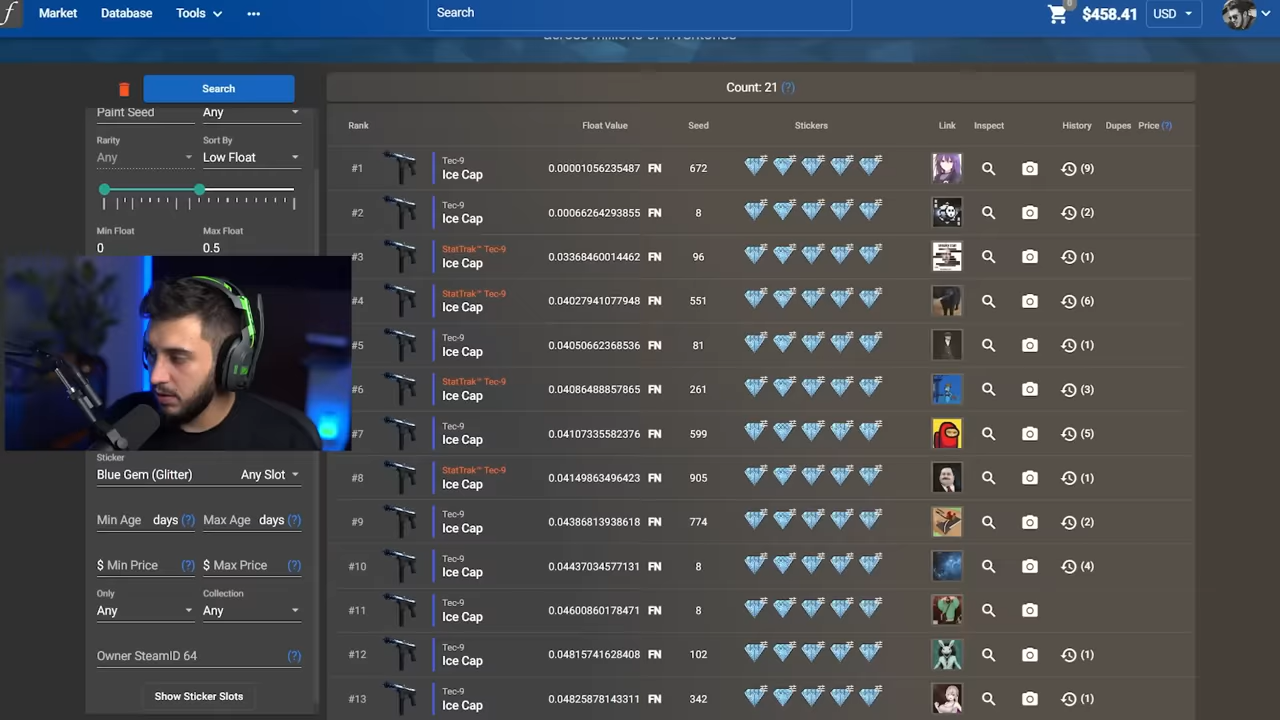 f Market Database Tools ••• Search 0 $458.41 USD
across millions of inventories
Search
Count: 21 (?)
Paint Seed Any
Rarity Sort By
Any Low Float
Min Float Max Float
0 0.5
Sticker
Blue Gem (Glitter) Any Slot
Min Age days (?) Max Age days (?)
$ Min Price (?) $ Max Price (?)
Only Collection
Any Any
Owner SteamID 64 (?)
Show Sticker Slots
Rank Float Value Seed Stickers Link Inspect History Dupes Price (?)
Tec-9
#1 Ice Cap 0.00001056235487 FN 672 (9)
Tec-9
#2 Ice Cap 0.00066264293855 FN 8 (2)
StatTrak™ Tec-9
#3 Ice Cap 0.03368460014462 FN 96 (1)
StatTrak™ Tec-9
#4 Ice Cap 0.04027941077948 FN 551 (6)
Tec-9
#5 Ice Cap 0.04050662368536 FN 81 (1)
StatTrak™ Tec-9
#6 Ice Cap 0.04086488857865 FN 261 (3)
Tec-9
#7 Ice Cap 0.04107335582376 FN 599 (5)
StatTrak™ Tec-9
#8 Ice Cap 0.04149863496423 FN 905 (1)
Tec-9
#9 Ice Cap 0.04386813938618 FN 774 (2)
Tec-9
#10 Ice Cap 0.04437034577131 FN 8 (4)
Tec-9
#11 Ice Cap 0.04600860178471 FN 8
Tec-9
#12 Ice Cap 0.04815741628408 FN 102 (1)
Tec-9
#13 Ice Cap 0.04825878143311 FN 342 (1)